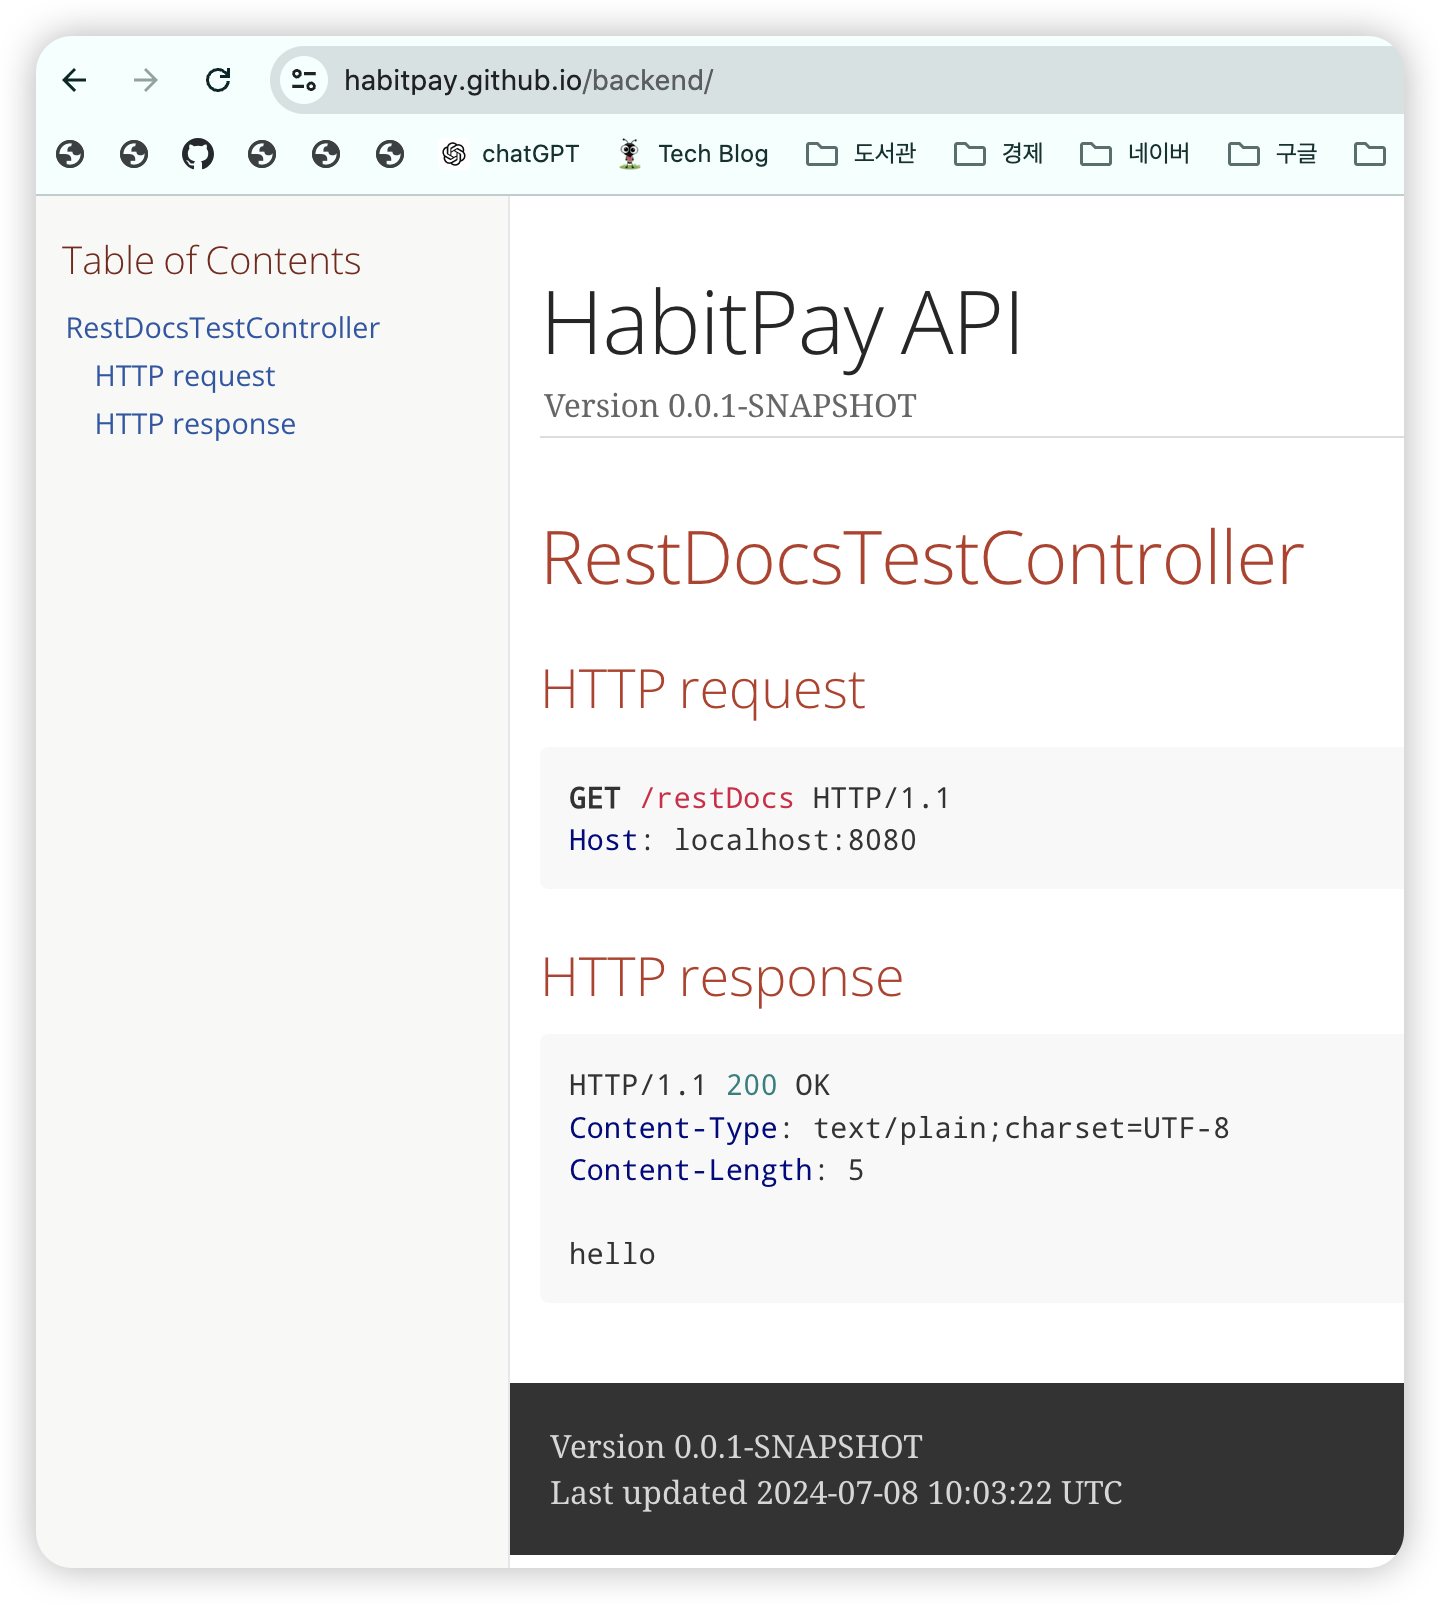 habitpay.github.io/backend/
chatGPT Tech Blog 도서관 경제 네이버 구글
Table of Contents
RestDocsTestController
HTTP request
HTTP response
HabitPay API
Version 0.0.1-SNAPSHOT
RestDocsTestController
HTTP request
GET /restDocs HTTP/1.1
Host: localhost:8080
HTTP response
HTTP/1.1 200 OK
Content-Type: text/plain;charset=UTF-8
Content-Length: 5
hello
Version 0.0.1-SNAPSHOT
Last updated 2024-07-08 10:03:22 UTC